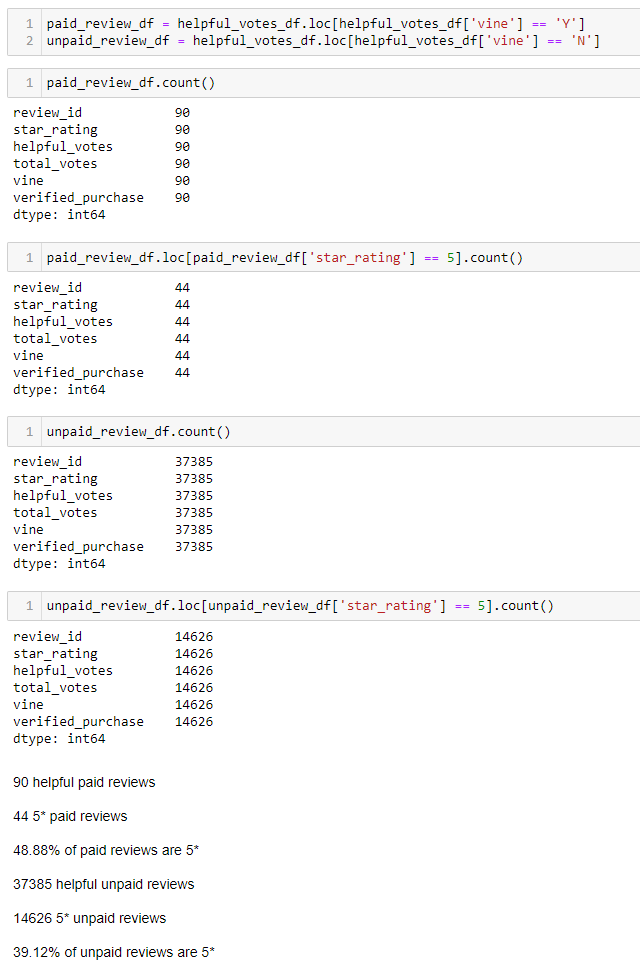 1 paid_review_df = helpful_votes_df.loc[helpful_votes_df['vine'] == 'Y']
2 unpaid_review_df = helpful_votes_df.loc[helpful_votes_df['vine'] == 'N']
1 paid_review_df.count()
review_id 90
star_rating 90
helpful_votes 90
total_votes 90
vine 90
verified_purchase 90
dtype: int64
1 paid_review_df.loc[paid_review_df['star_rating'] == 5].count()
review_id 44
star_rating 44
helpful_votes 44
total_votes 44
vine 44
verified_purchase 44
dtype: int64
1 unpaid_review_df.count()
review_id 37385
star_rating 37385
helpful_votes 37385
total_votes 37385
vine 37385
verified_purchase 37385
dtype: int64
1 unpaid_review_df.loc[unpaid_review_df['star_rating'] == 5].count()
review_id 14626
star_rating 14626
helpful_votes 14626
total_votes 14626
vine 14626
verified_purchase 14626
dtype: int64
90 helpful paid reviews
44 5* paid reviews
48.88% of paid reviews are 5*
37385 helpful unpaid reviews
14626 5* unpaid reviews
39.12% of unpaid reviews are 5*